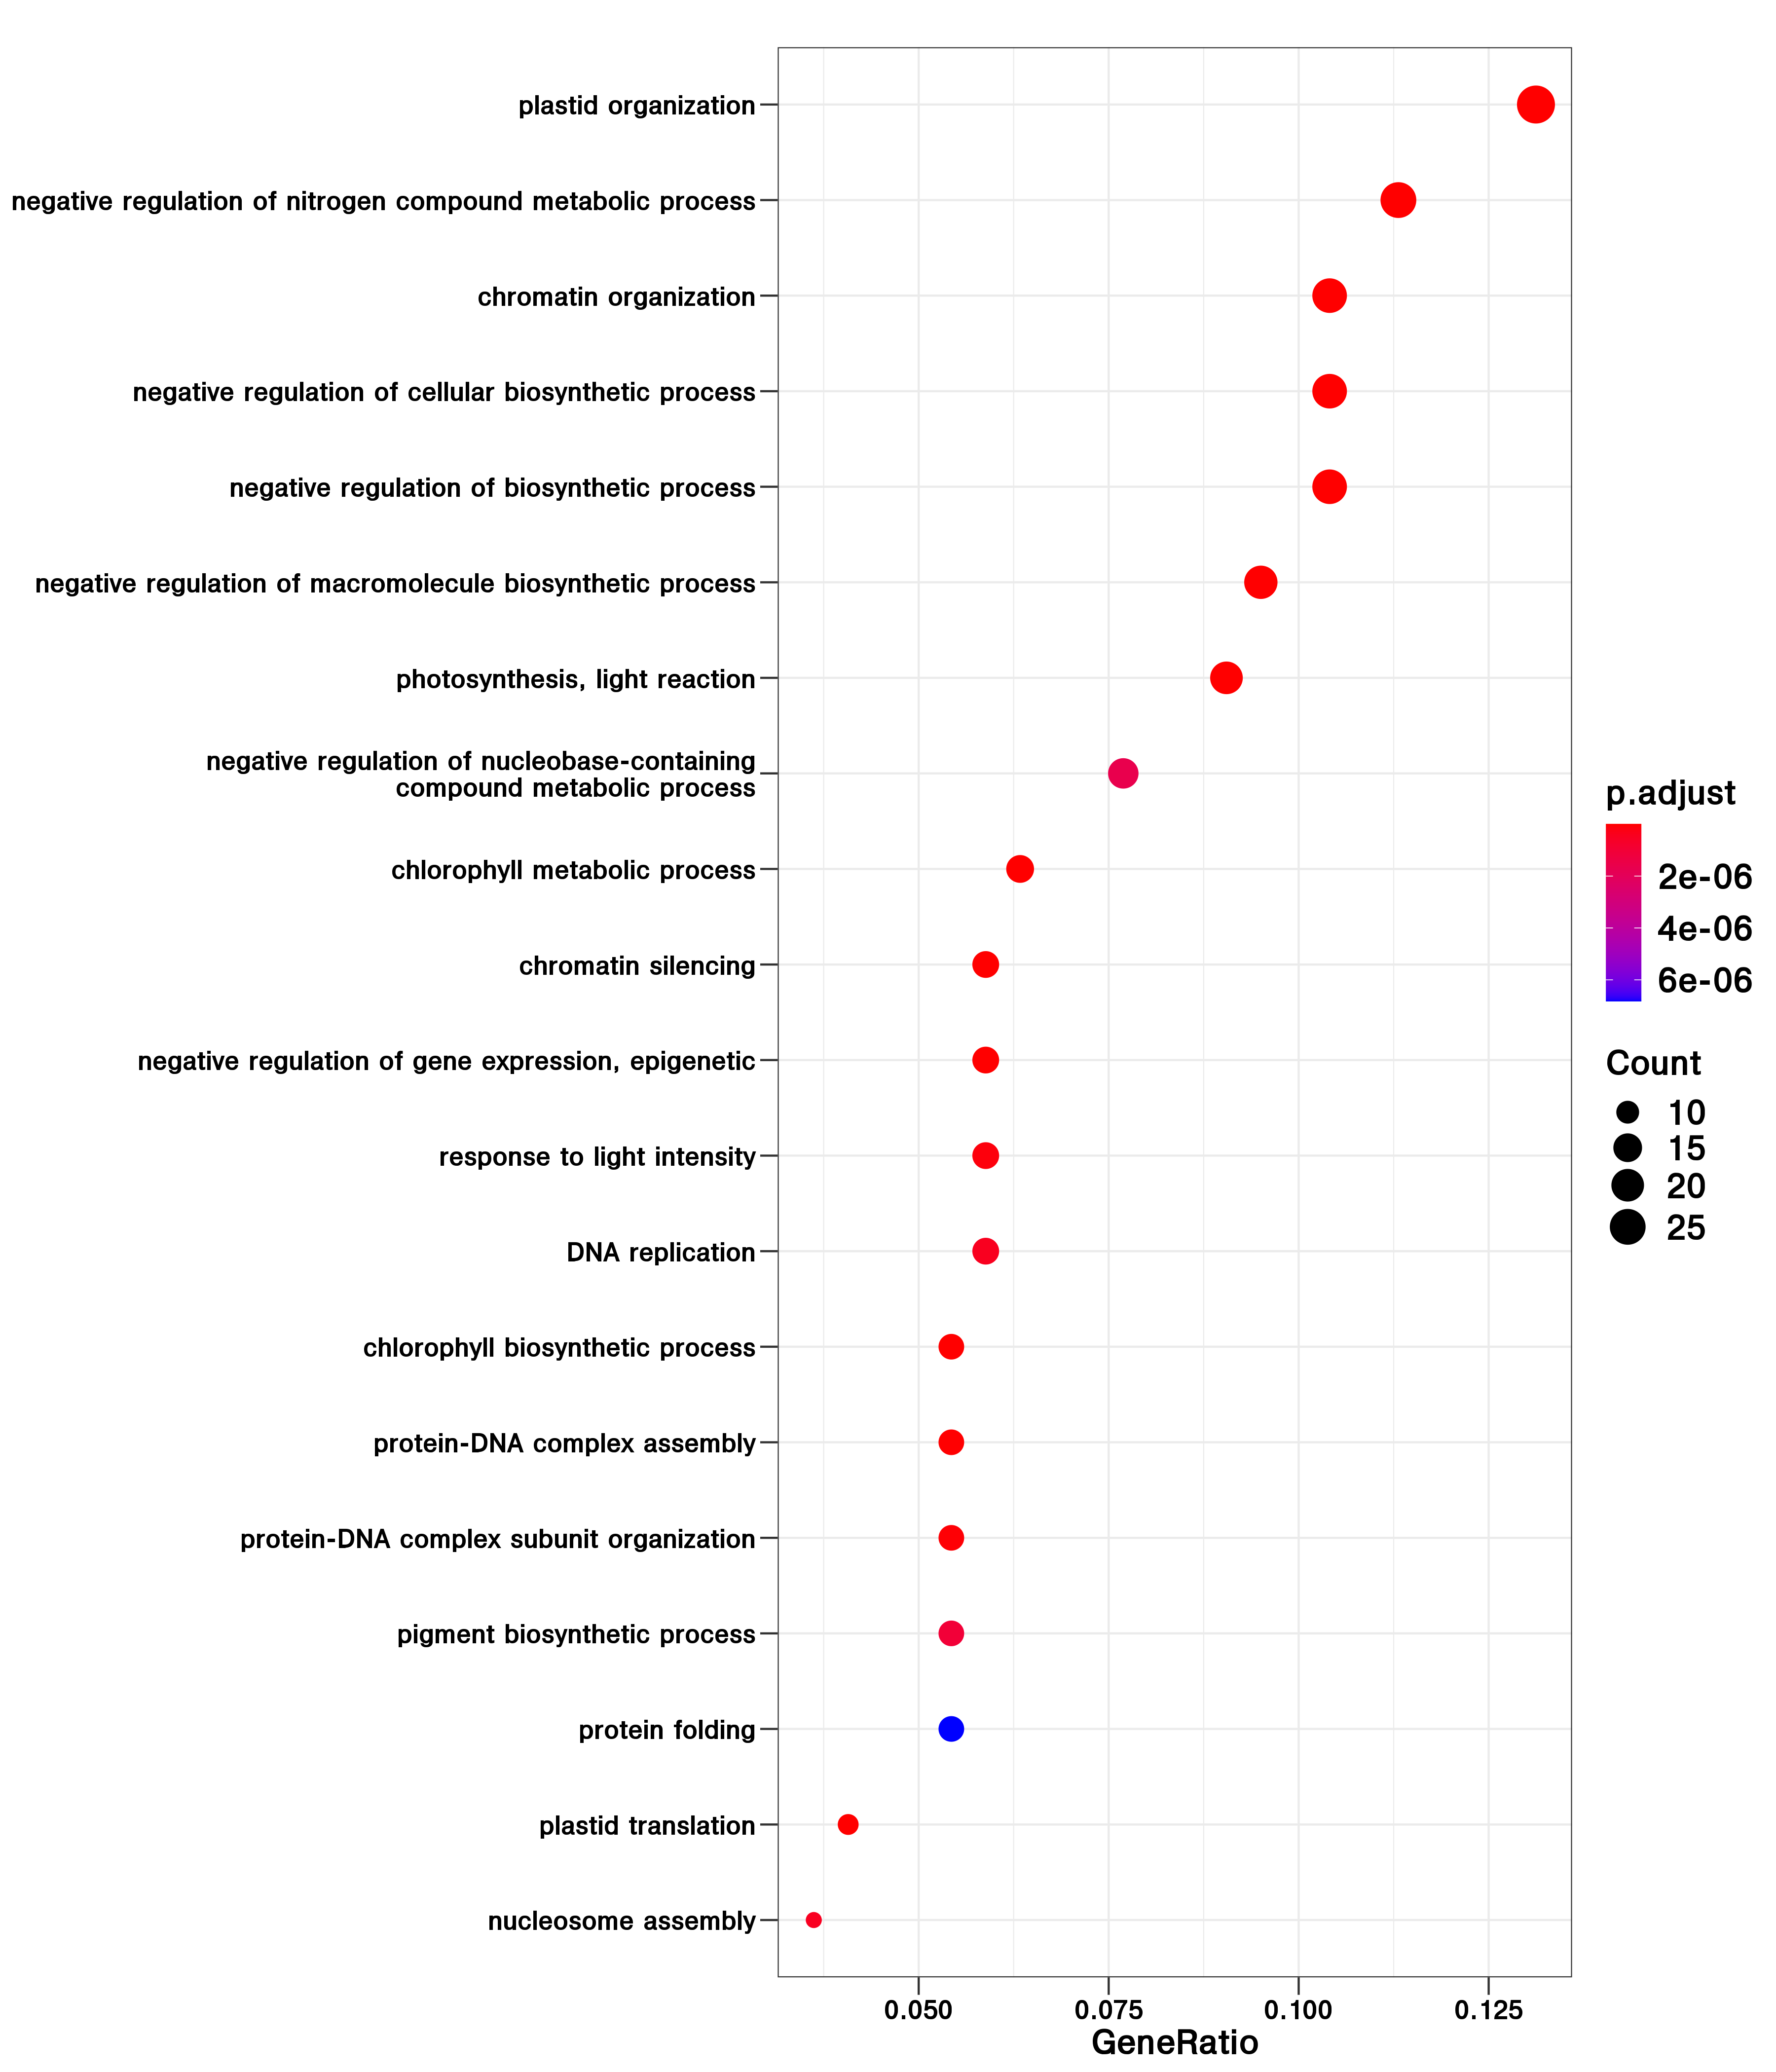 plastid organization
negative regulation of nitrogen compound metabolic process
chromatin organization
negative regulation of cellular biosynthetic process
negative regulation of biosynthetic process
negative regulation of macromolecule biosynthetic process
photosynthesis, light reaction
negative regulation of nucleobase-containing
compound metabolic process
chlorophyll metabolic process
chromatin silencing
negative regulation of gene expression, epigenetic
response to light intensity
DNA replication
chlorophyll biosynthetic process
protein-DNA complex assembly
protein-DNA complex subunit organization
pigment biosynthetic process
protein folding
plastid translation
nucleosome assembly
0.050 0.075 0.100 0.125
GeneRatio
p.adjust
2e-06
4e-06
6e-06
Count
10
15
20
25